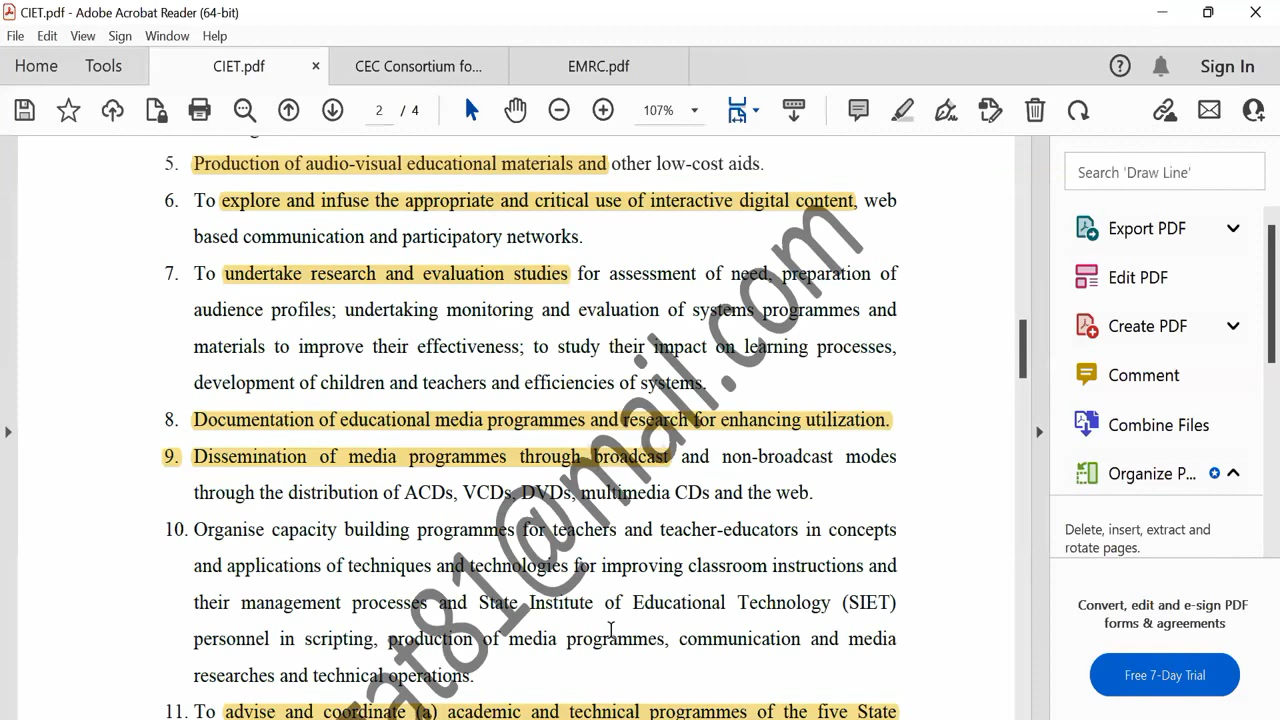 CIET.pdf - Adobe Acrobat Reader (64-bit)
File Edit View Sign Window Help
Home Tools CIET.pdf × CEC Consortium fo... EMRC.pdf Sign In
2 / 4 107%
5. Production of audio-visual educational materials and other low-cost aids.
6. To explore and infuse the appropriate and critical use of interactive digital content, web
based communication and participatory networks.
7. To undertake research and evaluation studies for assessment of need, preparation of
audience profiles; undertaking monitoring and evaluation of systems programmes and
materials to improve their effectiveness; to study their impact on learning processes,
development of children and teachers and efficiencies of systems.
8. Documentation of educational media programmes and research for enhancing utilization.
9. Dissemination of media programmes through broadcast and non-broadcast modes
through the distribution of ACDs, VCDs, DVDs, multimedia CDs and the web.
10. Organise capacity building programmes for teachers and teacher-educators in concepts
and applications of techniques and technologies for improving classroom instructions and
their management processes and State Institute of Educational Technology (SIET)
personnel in scripting, production of media programmes, communication and media
researches and technical operations.
11. To advise and coordinate (a) academic and technical programmes of the five State
rat81@mail.com
Search 'Draw Line'
Export PDF
Edit PDF
Create PDF
Comment
Combine Files
Organize P...
Delete, insert, extract and
rotate pages.
Convert, edit and e-sign PDF
forms & agreements
Free 7-Day Trial